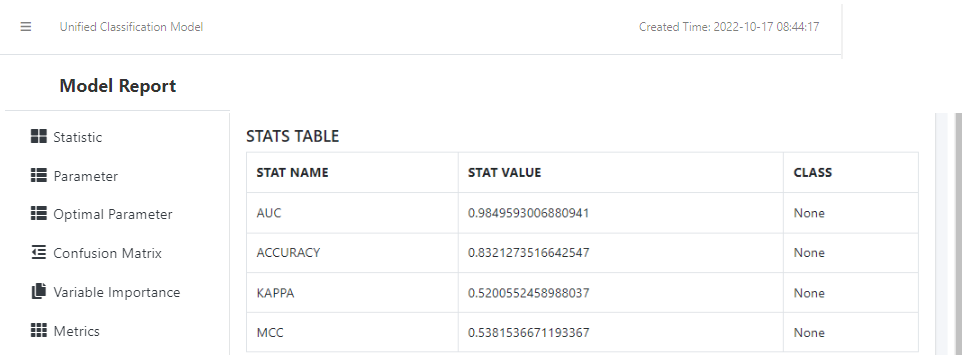 Unified Classification Model Created Time: 2022-10-17 08:44:17
Model Report
Statistic
Parameter
Optimal Parameter
Confusion Matrix
Variable Importance
Metrics
STATS TABLE
STAT NAME STAT VALUE CLASS
AUC 0.9849593006880941 None
ACCURACY 0.8321273516642547 None
KAPPA 0.5200552458988037 None
MCC 0.5381536671193367 None